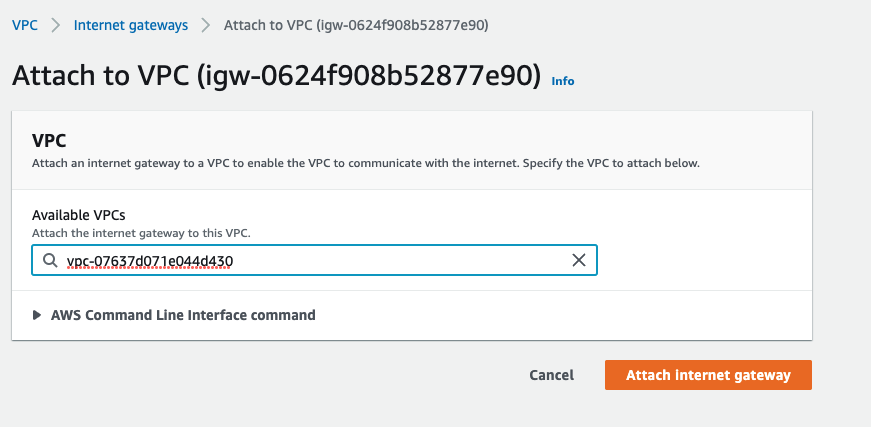 VPC > Internet gateways > Attach to VPC (igw-0624f908b52877e90)
Attach to VPC (igw-0624f908b52877e90) Info
VPC
Attach an internet gateway to a VPC to enable the VPC to communicate with the internet. Specify the VPC to attach below.
Available VPCs
Attach the internet gateway to this VPC.
vpc-07637d071e044d430
AWS Command Line Interface command
Cancel Attach internet gateway